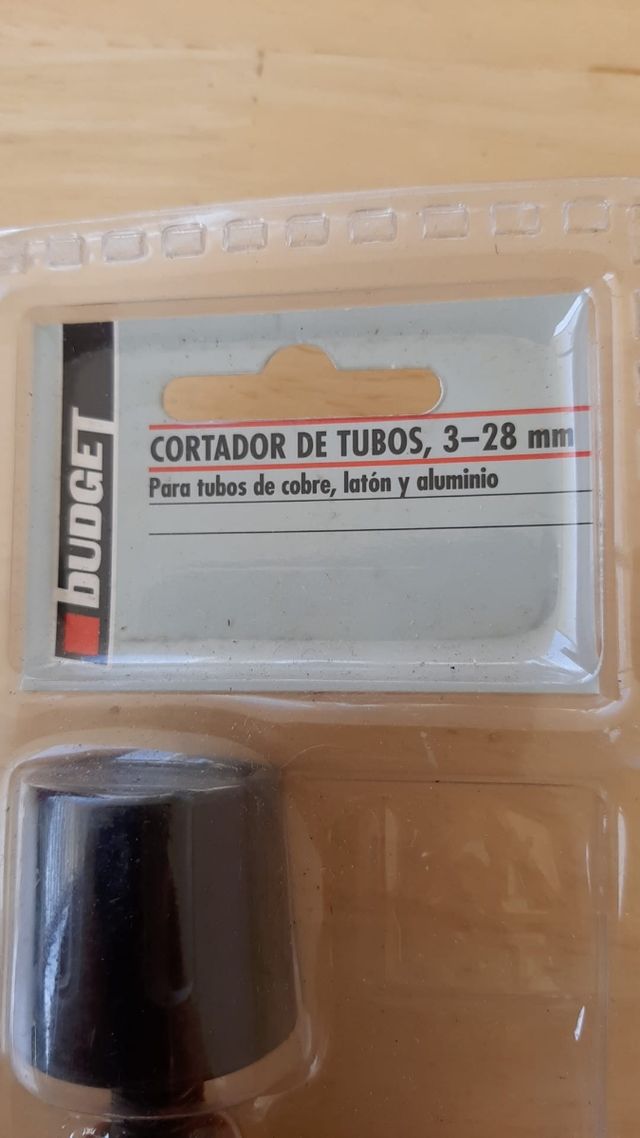 BUDGET
CORTADOR DE TUBOS, 3–28 mm
Para tubos de cobre, latón y aluminio